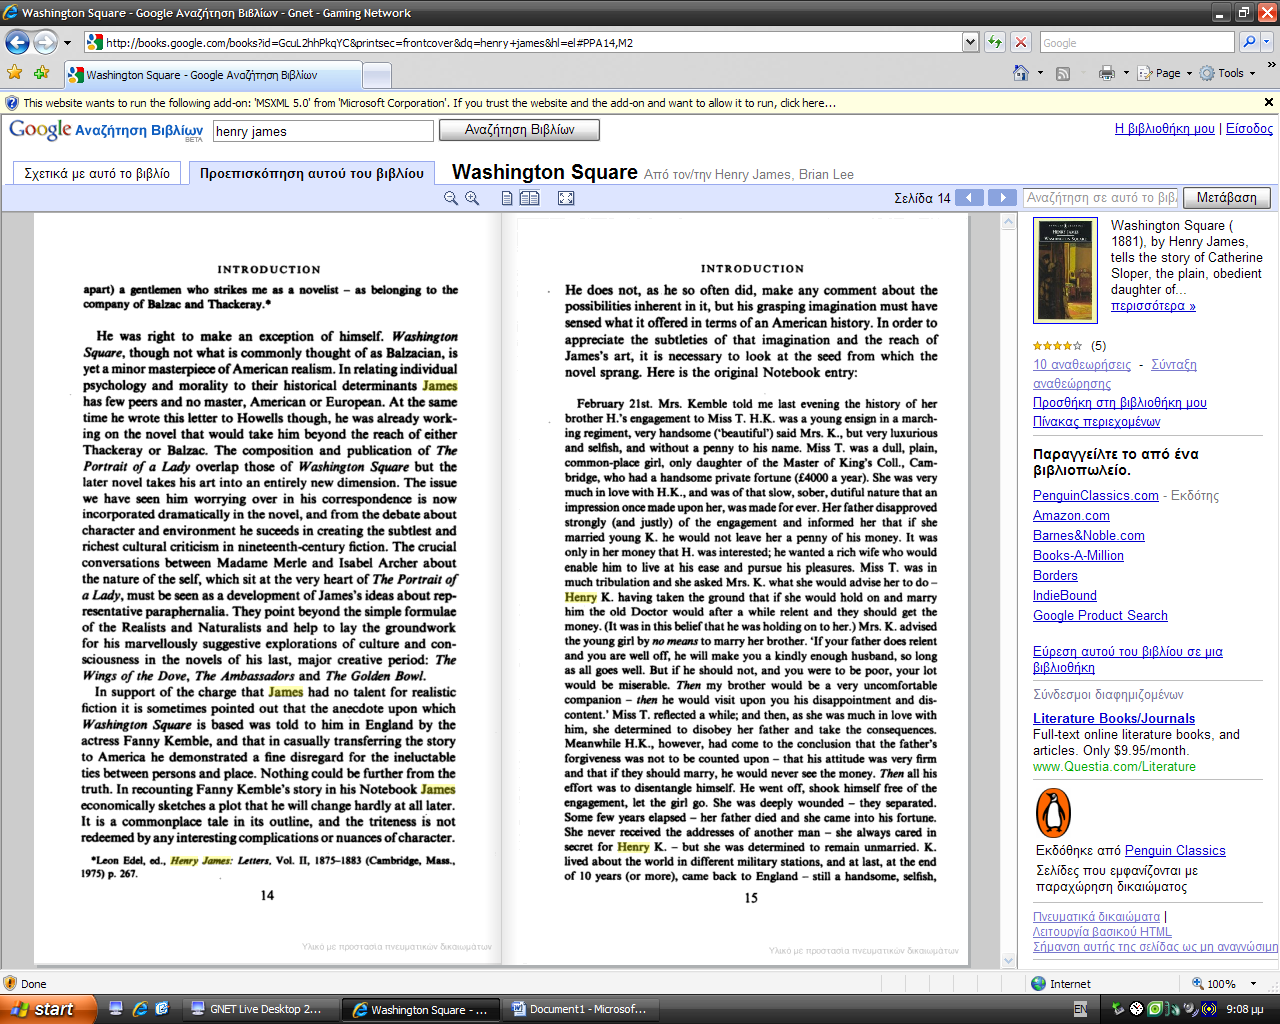 Washington Square - Google Αναζήτηση Βιβλίων - Gnet - Gaming Network
http://books.google.com/books?id=GcuL2hhPkqYC&printsec=frontcover&dq=henry+james&hl=el#PPA14,M2
Google
Washington Square - Google Αναζήτηση Βιβλίων
Page
Tools
This website wants to run the following add-on: 'MSXML 5.0' from 'Microsoft Corporation'. If you trust the website and the add-on and want to allow it to run, click here...
Google Αναζήτηση Βιβλίων BETA
henry james
Αναζήτηση Βιβλίων
Η βιβλιοθήκη μου | Είσοδος
Σχετικά με αυτό το βιβλίο
Προεπισκόπηση αυτού του βιβλίου
Washington Square Από τον/την Henry James, Brian Lee
Σελίδα 14
Αναζήτηση σε αυτό το βιβλ
Μετάβαση
INTRODUCTION
apart) a gentlemen who strikes me as a novelist – as belonging to the
company of Balzac and Thackeray.*
He was right to make an exception of himself. Washington
Square, though not what is commonly thought of as Balzacian, is
yet a minor masterpiece of American realism. In relating individual
psychology and morality to their historical determinants James
has few peers and no master, American or European. At the same
time he wrote this letter to Howells though, he was already work-
ing on the novel that would take him beyond the reach of either
Thackeray or Balzac. The composition and publication of The
Portrait of a Lady overlap those of Washington Square but the
later novel takes his art into an entirely new dimension. The issue
we have seen him worrying over in his correspondence is now
incorporated dramatically in the novel, and from the debate about
character and environment he suceeds in creating the subtlest and
richest cultural criticism in nineteenth-century fiction. The crucial
conversations between Madame Merle and Isabel Archer about
the nature of the self, which sit at the very heart of The Portrait of
a Lady, must be seen as a development of James's ideas about rep-
resentative paraphernalia. They point beyond the simple formulae
of the Realists and Naturalists and help to lay the groundwork
for his marvellously suggestive explorations of culture and con-
sciousness in the novels of his last, major creative period: The
Wings of the Dove, The Ambassadors and The Golden Bowl.
In support of the charge that James had no talent for realistic
fiction it is sometimes pointed out that the anecdote upon which
Washington Square is based was told to him in England by the
actress Fanny Kemble, and that in casually transferring the story
to America he demonstrated a fine disregard for the ineluctable
ties between persons and place. Nothing could be further from the
truth. In recounting Fanny Kemble's story in his Notebook James
economically sketches a plot that he will change hardly at all later.
It is a commonplace tale in its outline, and the triteness is not
redeemed by any interesting complications or nuances of character.
*Leon Edel, ed., Henry James: Letters, Vol. II, 1875–1883 (Cambridge, Mass.,
1975) p. 267.
14
Υλικό με προστασία πνευματικών δικαιωμάτων
INTRODUCTION
He does not, as he so often did, make any comment about the
possibilities inherent in it, but his grasping imagination must have
sensed what it offered in terms of an American history. In order to
appreciate the subtleties of that imagination and the reach of
James's art, it is necessary to look at the seed from which the
novel sprang. Here is the original Notebook entry:
February 21st. Mrs. Kemble told me last evening the history of her
brother H.'s engagement to Miss T. H.K. was a young ensign in a march-
ing regiment, very handsome ('beautiful') said Mrs. K., but very luxurious
and selfish, and without a penny to his name. Miss T. was a dull, plain,
common-place girl, only daughter of the Master of King's Coll., Cam-
bridge, who had a handsome private fortune (£4000 a year). She was very
much in love with H.K., and was of that slow, sober, dutiful nature that an
impression once made upon her, was made for ever. Her father disapproved
strongly (and justly) of the engagement and informed her that if she
married young K. he would not leave her a penny of his money. It was
only in her money that H. was interested; he wanted a rich wife who would
enable him to live at his ease and pursue his pleasures. Miss T. was in
much tribulation and she asked Mrs. K. what she would advise her to do –
Henry K. having taken the ground that if she would hold on and marry
him the old Doctor would after a while relent and they should get the
money. (It was in this belief that he was holding on to her.) Mrs. K. advised
the young girl by no means to marry her brother. 'If your father does relent
and you are well off, he will make you a kindly enough husband, so long
as all goes well. But if he should not, and you were to be poor, your lot
would be miserable. Then my brother would be a very uncomfortable
companion – then he would visit upon you his disappointment and dis-
content.' Miss T. reflected a while; and then, as she was much in love with
him, she determined to disobey her father and take the consequences.
Meanwhile H.K., however, had come to the conclusion that the father's
forgiveness was not to be counted upon – that his attitude was very firm
and that if they should marry, he would never see the money. Then all his
effort was to disentangle himself. He went off, shook himself free of the
engagement, let the girl go. She was deeply wounded – they separated.
Some few years elapsed – her father died and she came into his fortune.
She never received the addresses of another man – she always cared in
secret for Henry K. – but she was determined to remain unmarried. K.
lived about the world in different military stations, and at last, at the end
of 10 years (or more), came back to England – still a handsome, selfish,
15
Υλικό με προστασία πνευματικών δικαιωμάτων
HENRY JAMES
WASHINGTON SQUARE
Washington Square (
1881), by Henry James,
tells the story of Catherine
Sloper, the plain, obedient
daughter of...
περισσότερα »
(5)
10 αναθεωρήσεις - Σύνταξη
αναθεώρησης
Προσθήκη στη βιβλιοθήκη μου
Πίνακας περιεχομένων
Παραγγείλτε το από ένα
βιβλιοπωλείο.
PenguinClassics.com - Εκδότης
Amazon.com
Barnes&Noble.com
Books-A-Million
Borders
IndieBound
Google Product Search
Εύρεση αυτού του βιβλίου σε μια
βιβλιοθήκη
Σύνδεσμοι διαφημιζομένων
Literature Books/Journals
Full-text online literature books, and
articles. Only $9.95/month.
www.Questia.com/Literature
Εκδόθηκε από Penguin Classics
Σελίδες που εμφανίζονται με
παραχώρηση δικαιώματος
Πνευματικά δικαιώματα |
Λειτουργία βασικού HTML
Σήμανση αυτής της σελίδας ως μη αναγνώσιμη
Done
Internet
100%
start
GNET Live Desktop 2...
Washington Square - ...
Document1 - Microsof...
EN
9:08 μμ